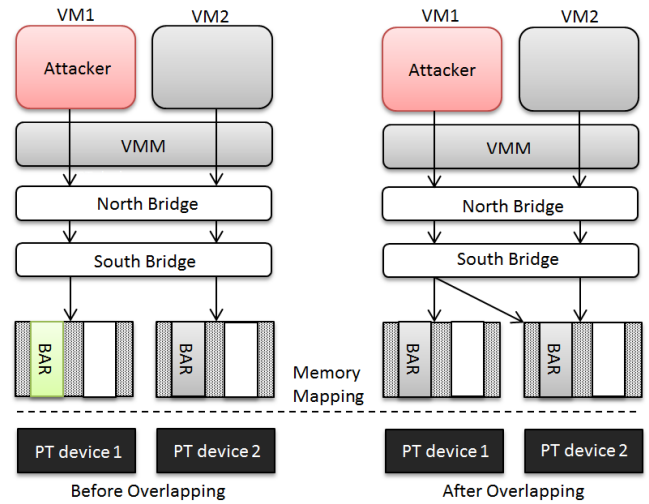 VM1
VM2
Attacker
VMM
North Bridge
South Bridge
BAR
BAR
PT device 1
PT device 2
Before Overlapping
Memory
Mapping
VM1
VM2
Attacker
VMM
North Bridge
South Bridge
BAR
BAR
PT device 1
PT device 2
After Overlapping